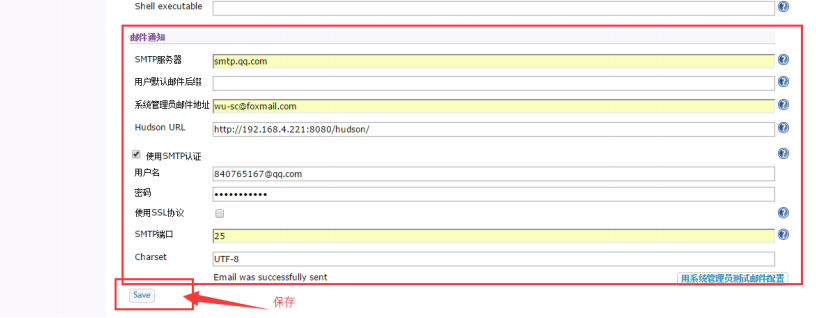 Shell executable
邮件通知
SMTP服务器 smtp.qq.com
用户默认邮件后缀
系统管理员邮件地址 wu-sc@foxmail.com
Hudson URL http://192.168.4.221:8080/hudson/
使用SMTP认证
用户名 840765167@qq.com
密码 •••••••••••
使用SSL协议
SMTP端口 25
Charset UTF-8
Email was successfully sent
用系统管理员测试邮件配置
Save 保存